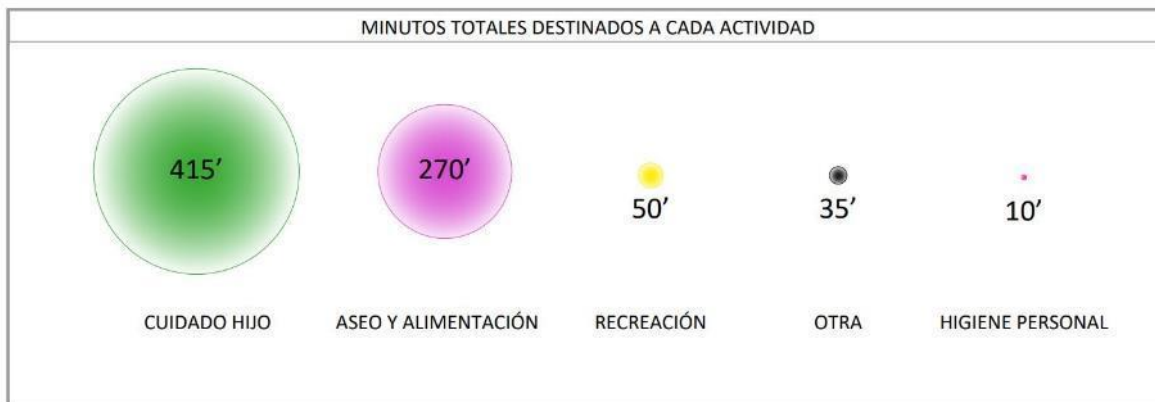 MINUTOS TOTALES DESTINADOS A CADA ACTIVIDAD
415’
270’
50’
35’
10’
CUIDADO HIJO
ASEO Y ALIMENTACIÓN
RECREACIÓN
OTRA
HIGIENE PERSONAL